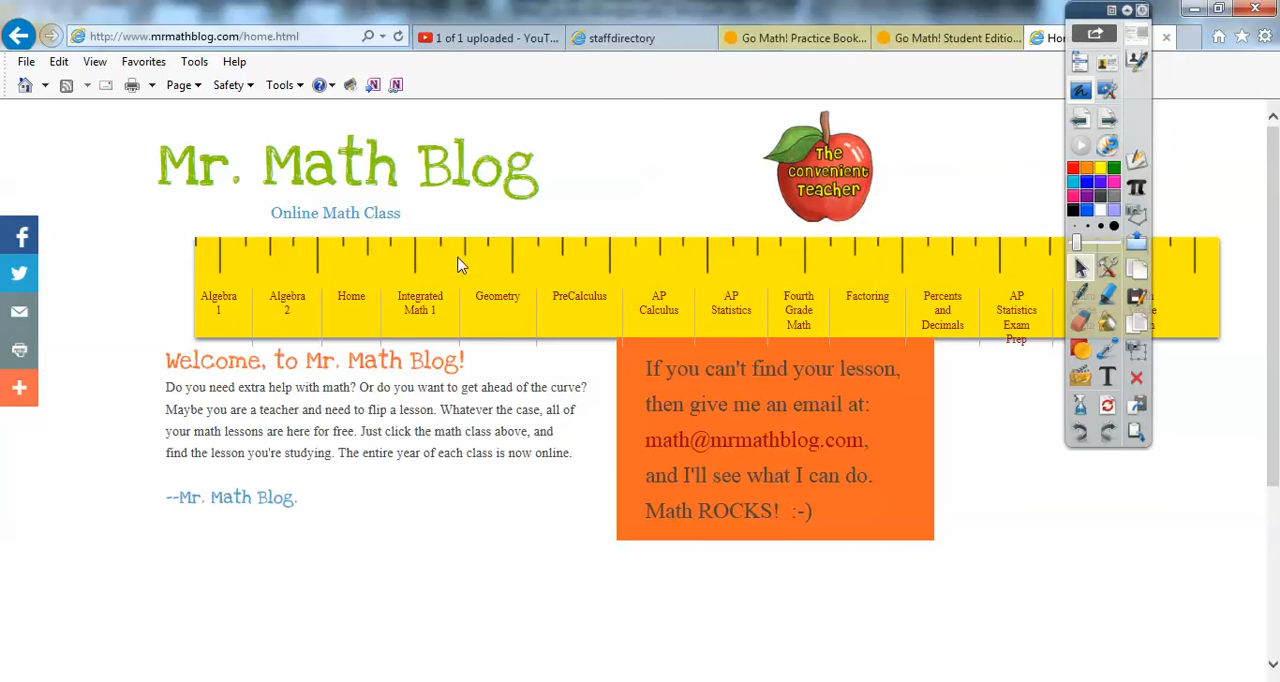 http://www.mrmathblog.com/home.html
1 of 1 uploaded - YouT...
staffdirectory
Go Math! Practice Book...
Go Math! Student Editio...
File Edit View Favorites Tools Help
Page Safety Tools
Mr. Math Blog
Online Math Class
The
Convenient
Teacher
Algebra
1
Algebra
2
Home
Integrated
Math 1
Geometry
PreCalculus
AP
Calculus
AP
Statistics
Fourth
Grade
Math
Factoring
Percents
and
Decimals
AP
Statistics
Exam
Prep
Welcome, to Mr. Math Blog!
Do you need extra help with math? Or do you want to get ahead of the curve?
Maybe you are a teacher and need to flip a lesson. Whatever the case, all of
your math lessons are here for free. Just click the math class above, and
find the lesson you're studying. The entire year of each class is now online.
--Mr. Math Blog.
If you can't find your lesson,
then give me an email at:
math@mrmathblog.com,
and I'll see what I can do.
Math ROCKS! :-)